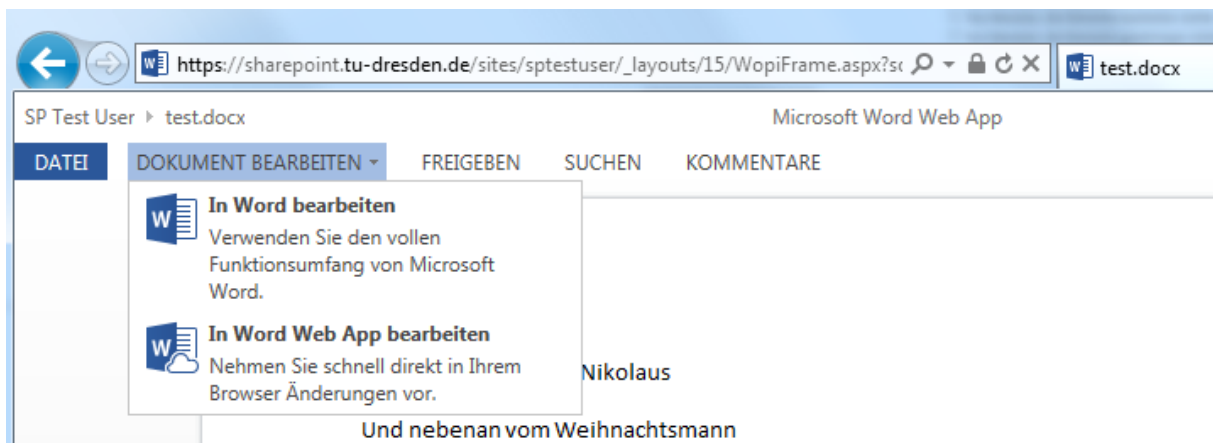 https://sharepoint.tu-dresden.de/sites/sptestuser/_layouts/15/WopiFrame.aspx?sc
test.docx
SP Test User ▸ test.docx
Microsoft Word Web App
DATEI DOKUMENT BEARBEITEN FREIGEBEN SUCHEN KOMMENTARE
In Word bearbeiten
Verwenden Sie den vollen
Funktionsumfang von Microsoft
Word.
In Word Web App bearbeiten
Nehmen Sie schnell direkt in Ihrem
Browser Änderungen vor.
Nikolaus
Und nebenan vom Weihnachtsmann